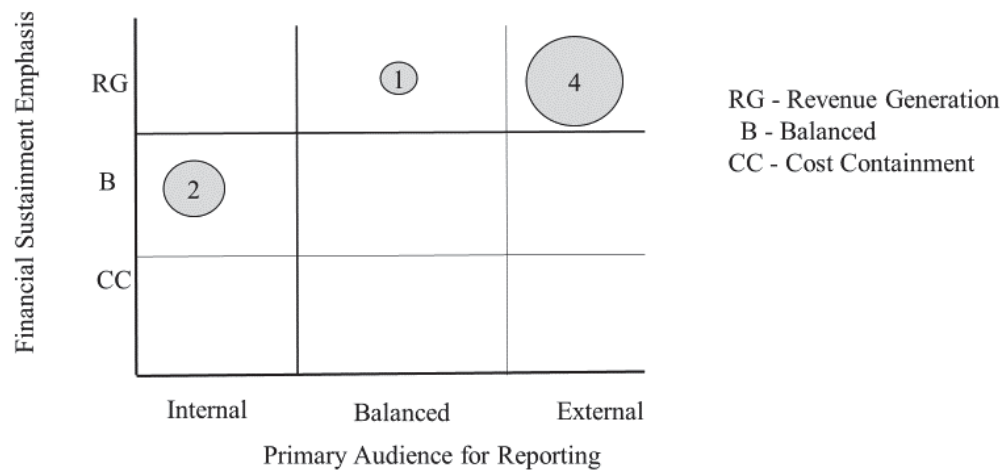 Financial Sustainment Emphasis
RG
B
CC
1
4
2
RG - Revenue Generation
B - Balanced
CC - Cost Containment
Internal
Balanced
External
Primary Audience for Reporting